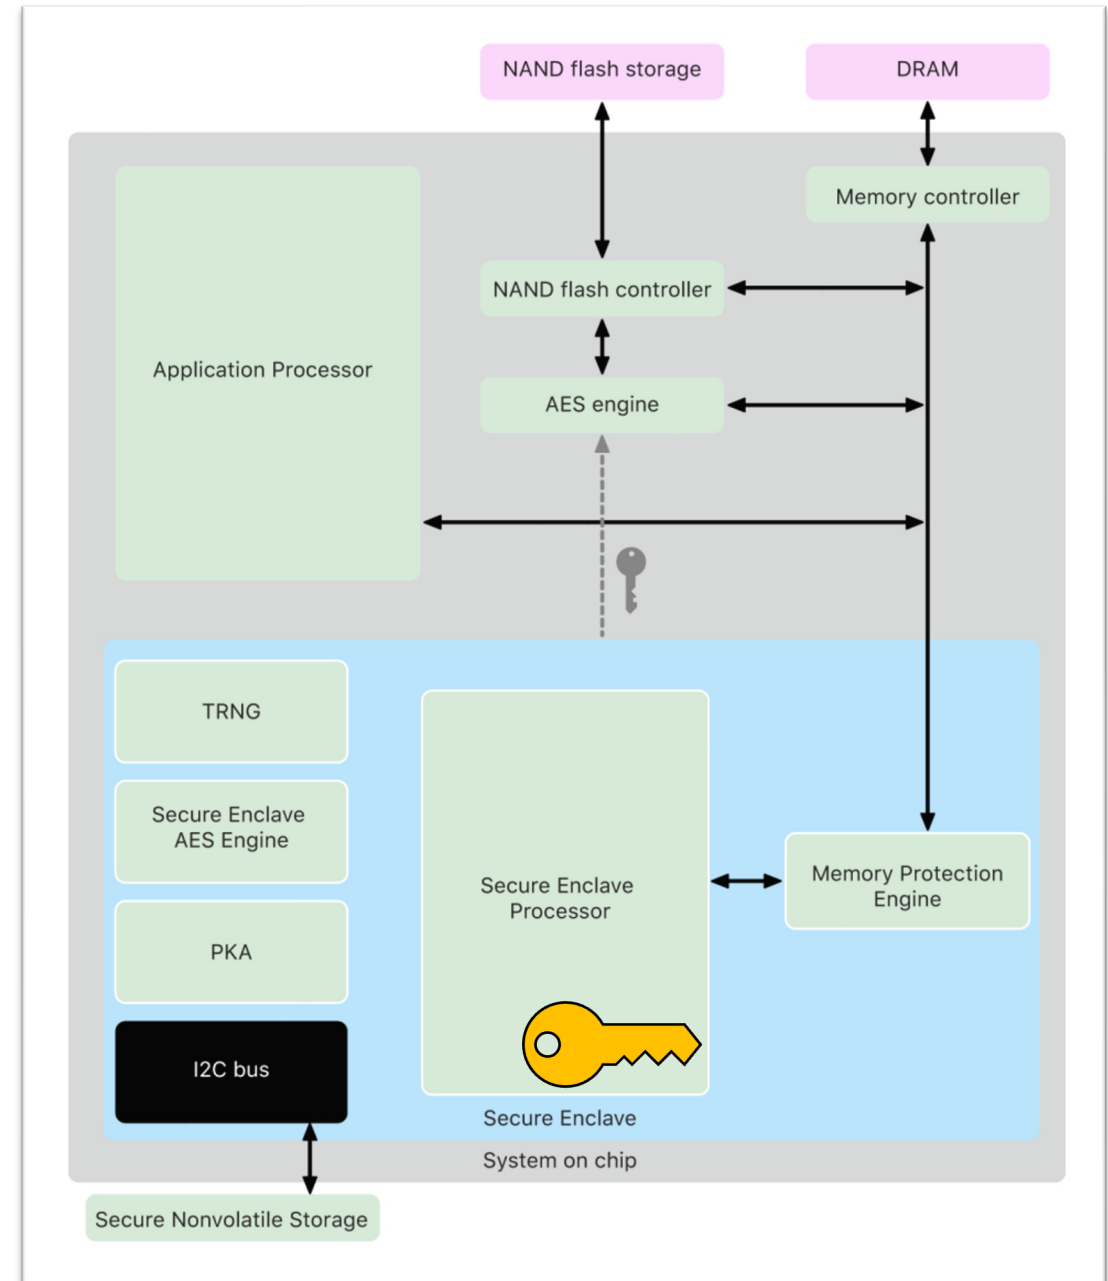 NAND flash storage
DRAM
Memory controller
NAND flash controller
Application Processor
AES engine
TRNG
Secure Enclave
AES Engine
Secure Enclave
Processor
Memory Protection
Engine
PKA
I2C bus
Secure Enclave
System on chip
Secure Nonvolatile Storage